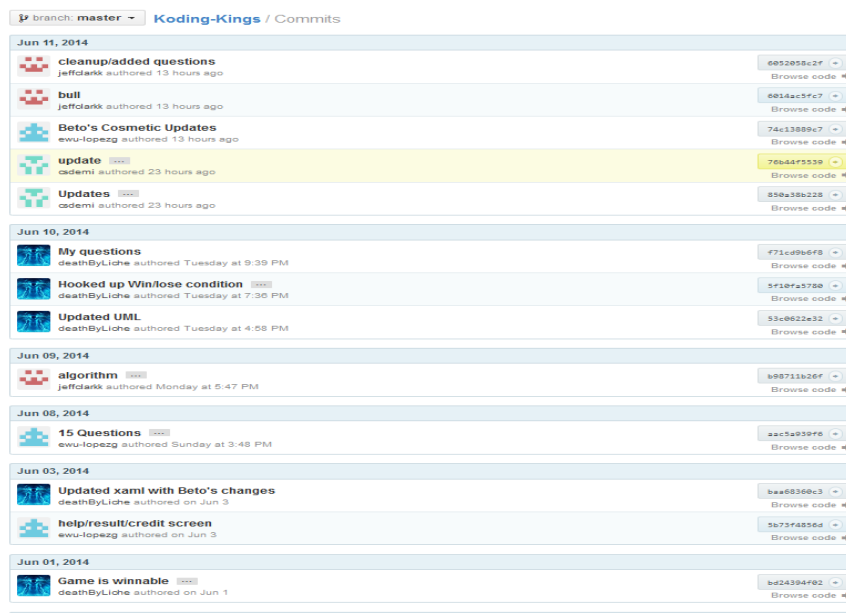 branch: master
Koding-Kings / Commits
Jun 11, 2014
cleanup/added questions
jeffclarkk authored 13 hours ago
6052058c2f
Browse code
bull
jeffclarkk authored 13 hours ago
6014ac5fc7
Browse code
Beto's Cosmetic Updates
ewu-lopezg authored 13 hours ago
74c13889c7
Browse code
update
csdemi authored 23 hours ago
76b44f5539
Browse code
Updates
csdemi authored 23 hours ago
850a38b228
Browse code
Jun 10, 2014
My questions
deathByLiche authored Tuesday at 9:39 PM
f71cd9b6f8
Browse code
Hooked up Win/lose condition
deathByLiche authored Tuesday at 7:36 PM
5f10fa5780
Browse code
Updated UML
deathByLiche authored Tuesday at 4:58 PM
53c0622e32
Browse code
Jun 09, 2014
algorithm
jeffclarkk authored Monday at 5:47 PM
b98711b26f
Browse code
Jun 08, 2014
15 Questions
ewu-lopezg authored Sunday at 3:48 PM
aac5a939f6
Browse code
Jun 03, 2014
Updated xaml with Beto's changes
deathByLiche authored on Jun 3
baa68360c3
Browse code
help/result/credit screen
ewu-lopezg authored on Jun 3
5b73f4856d
Browse code
Jun 01, 2014
Game is winnable
deathByLiche authored on Jun 1
bd24394f02
Browse code